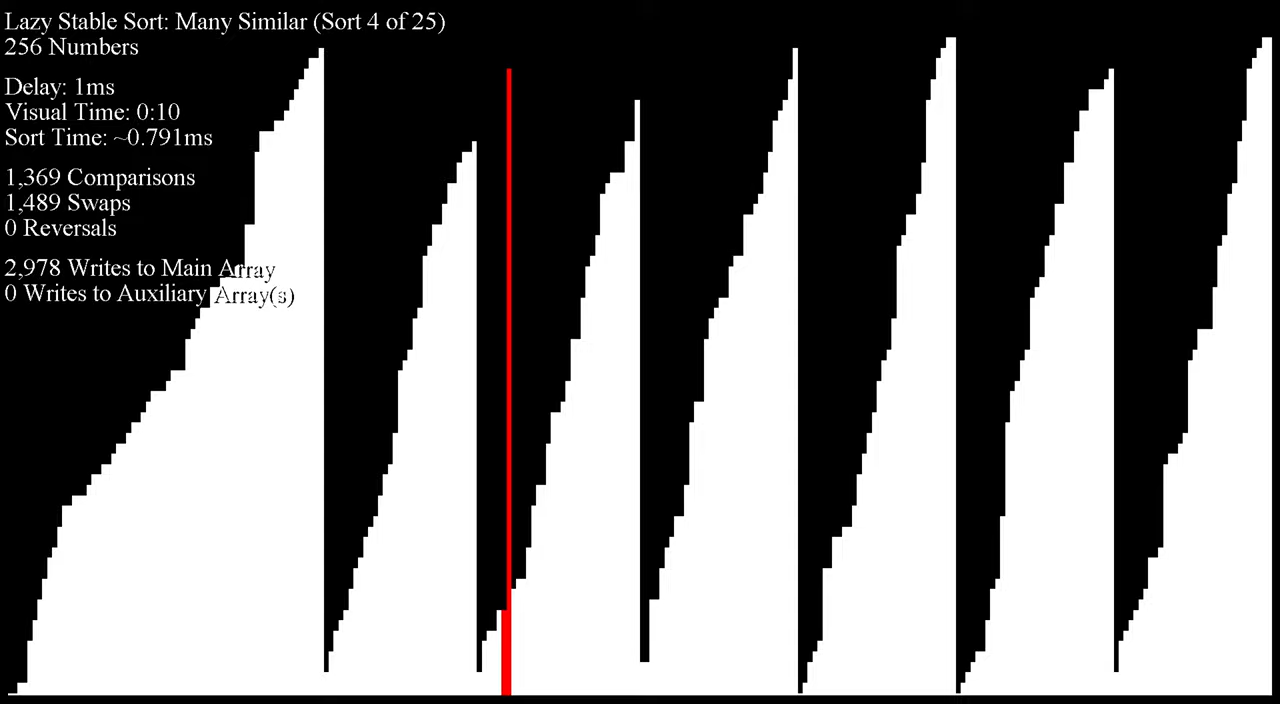 Lazy Stable Sort: Many Similar (Sort 4 of 25)
256 Numbers
Delay: 1ms
Visual Time: 0:10
Sort Time: ~0.791ms
1,369 Comparisons
1,489 Swaps
0 Reversals
2,978 Writes to Main Array
0 Writes to Auxiliary Array(s)